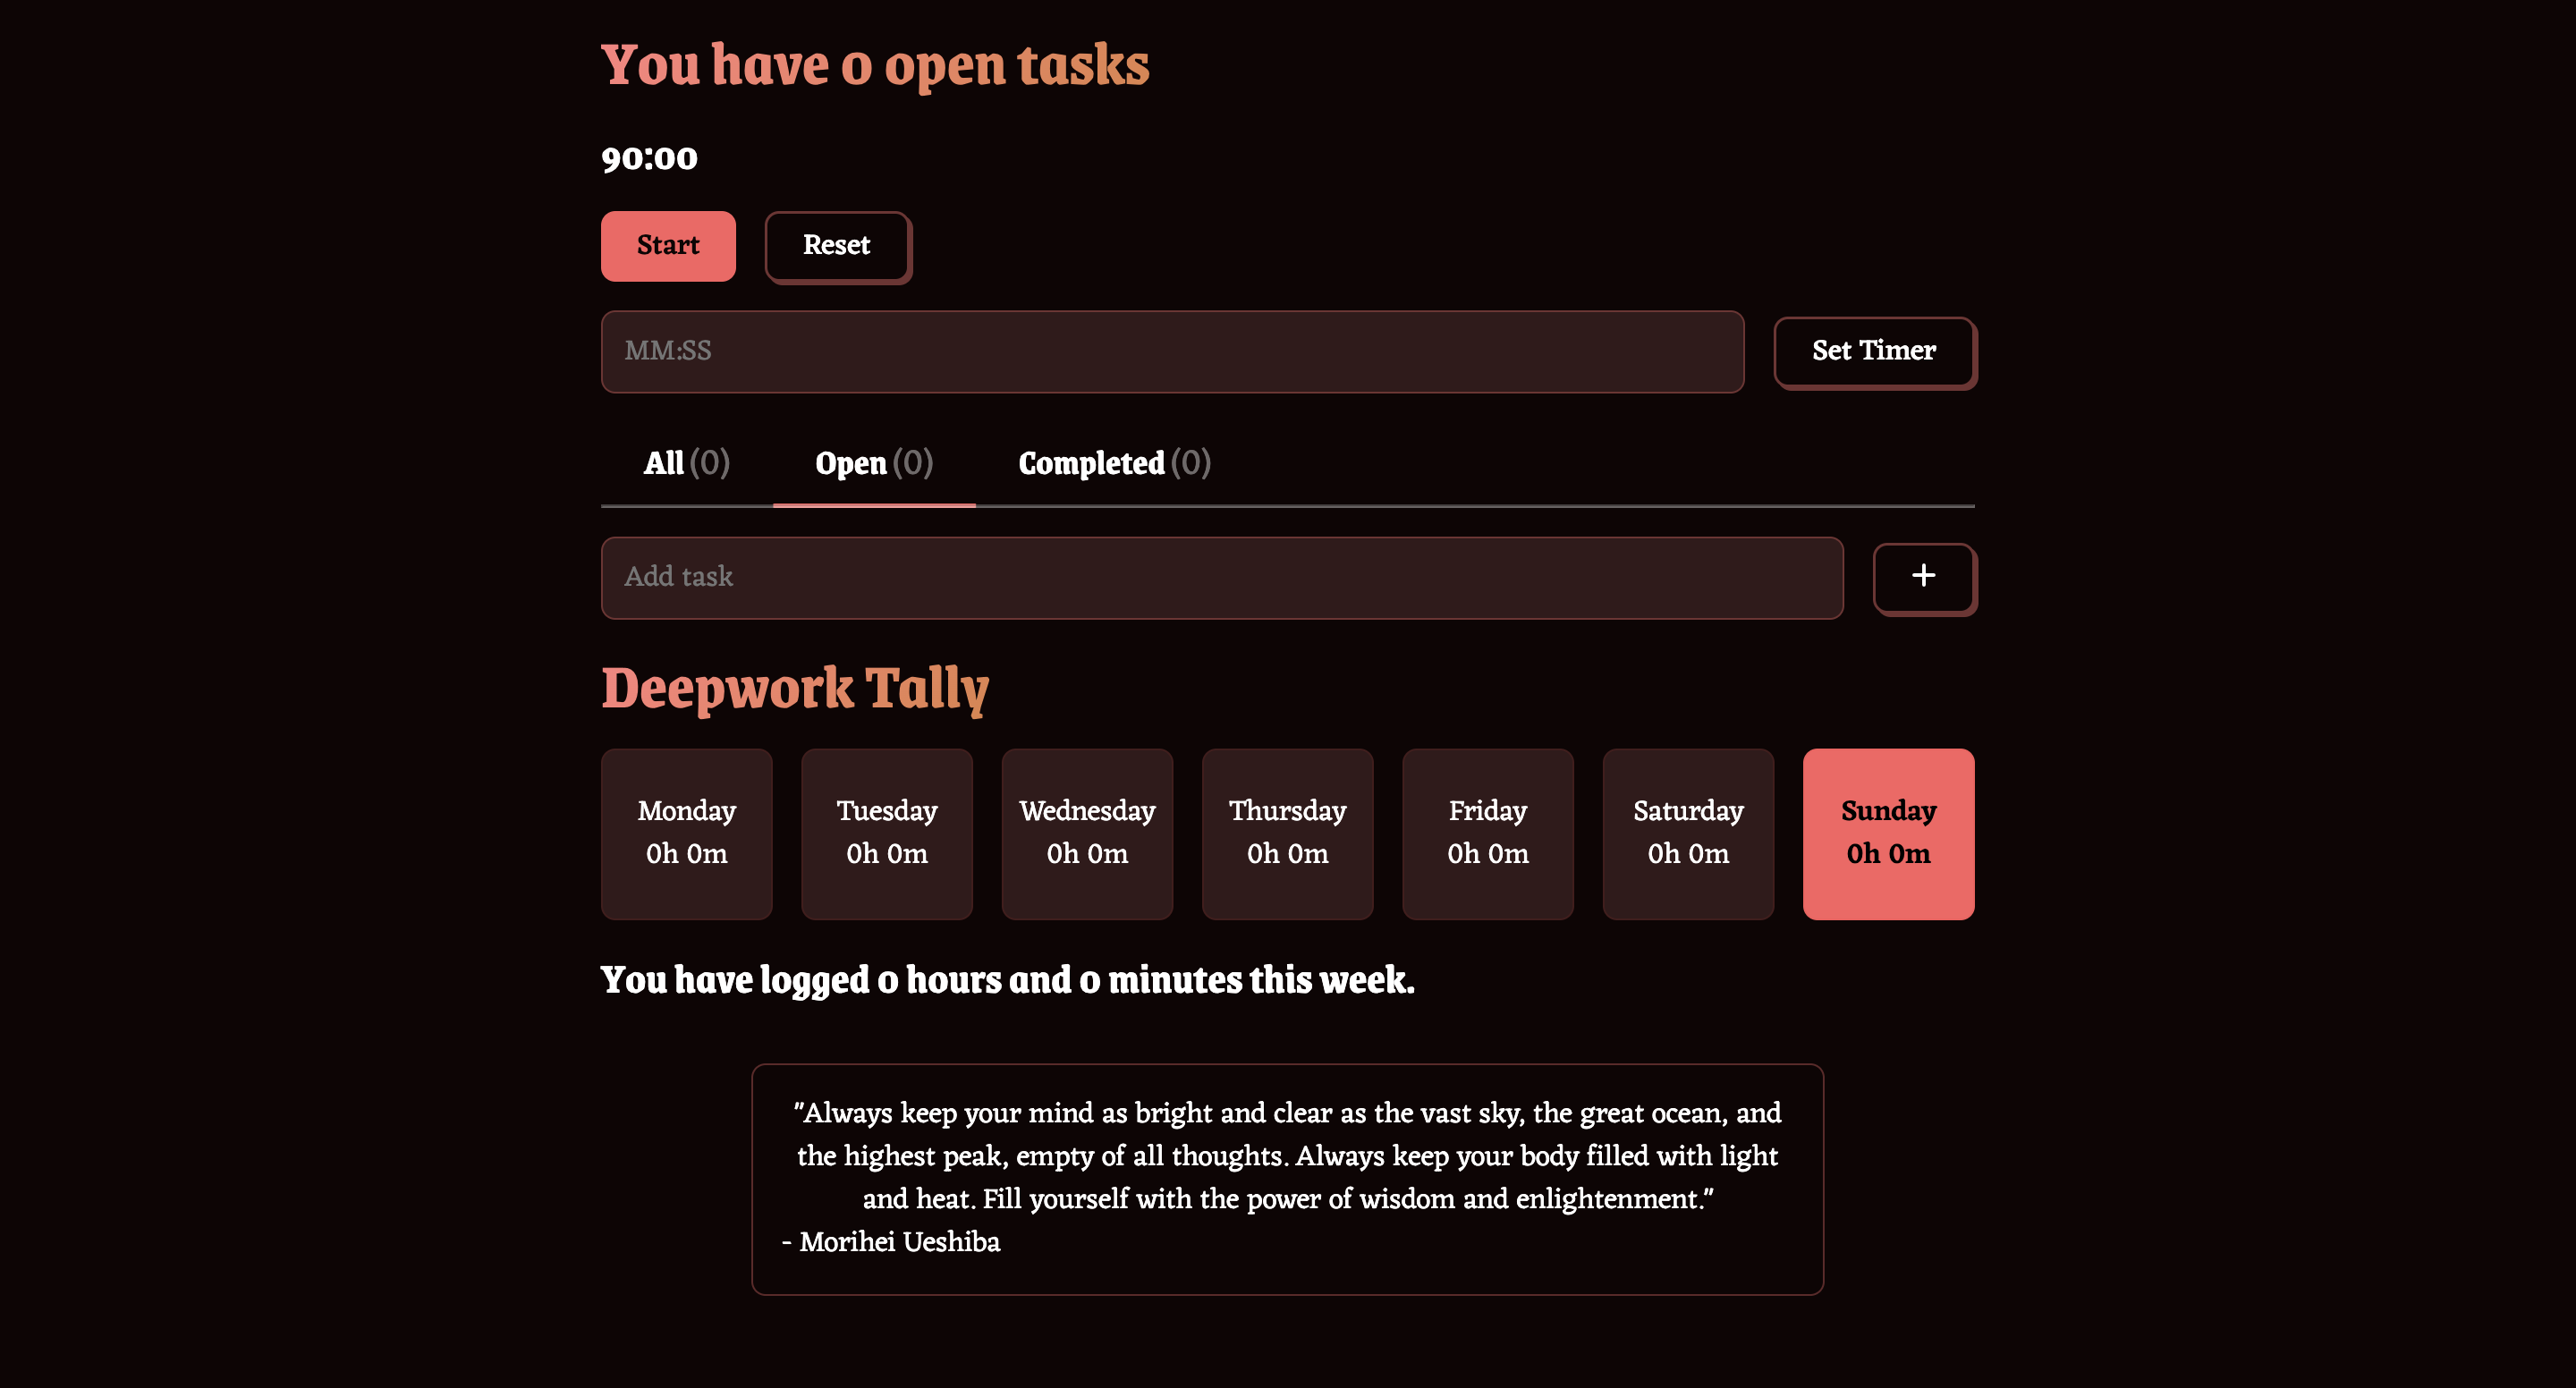 You have 0 open tasks
90:00
Start Reset
MM:SS Set Timer
All (0) Open (0) Completed (0)
Add task +
Deepwork Tally
Monday Tuesday Wednesday Thursday Friday Saturday Sunday
0h 0m 0h 0m 0h 0m 0h 0m 0h 0m 0h 0m 0h 0m
You have logged 0 hours and 0 minutes this week.
"Always keep your mind as bright and clear as the vast sky, the great ocean, and
the highest peak, empty of all thoughts. Always keep your body filled with light
and heat. Fill yourself with the power of wisdom and enlightenment."
- Morihei Ueshiba